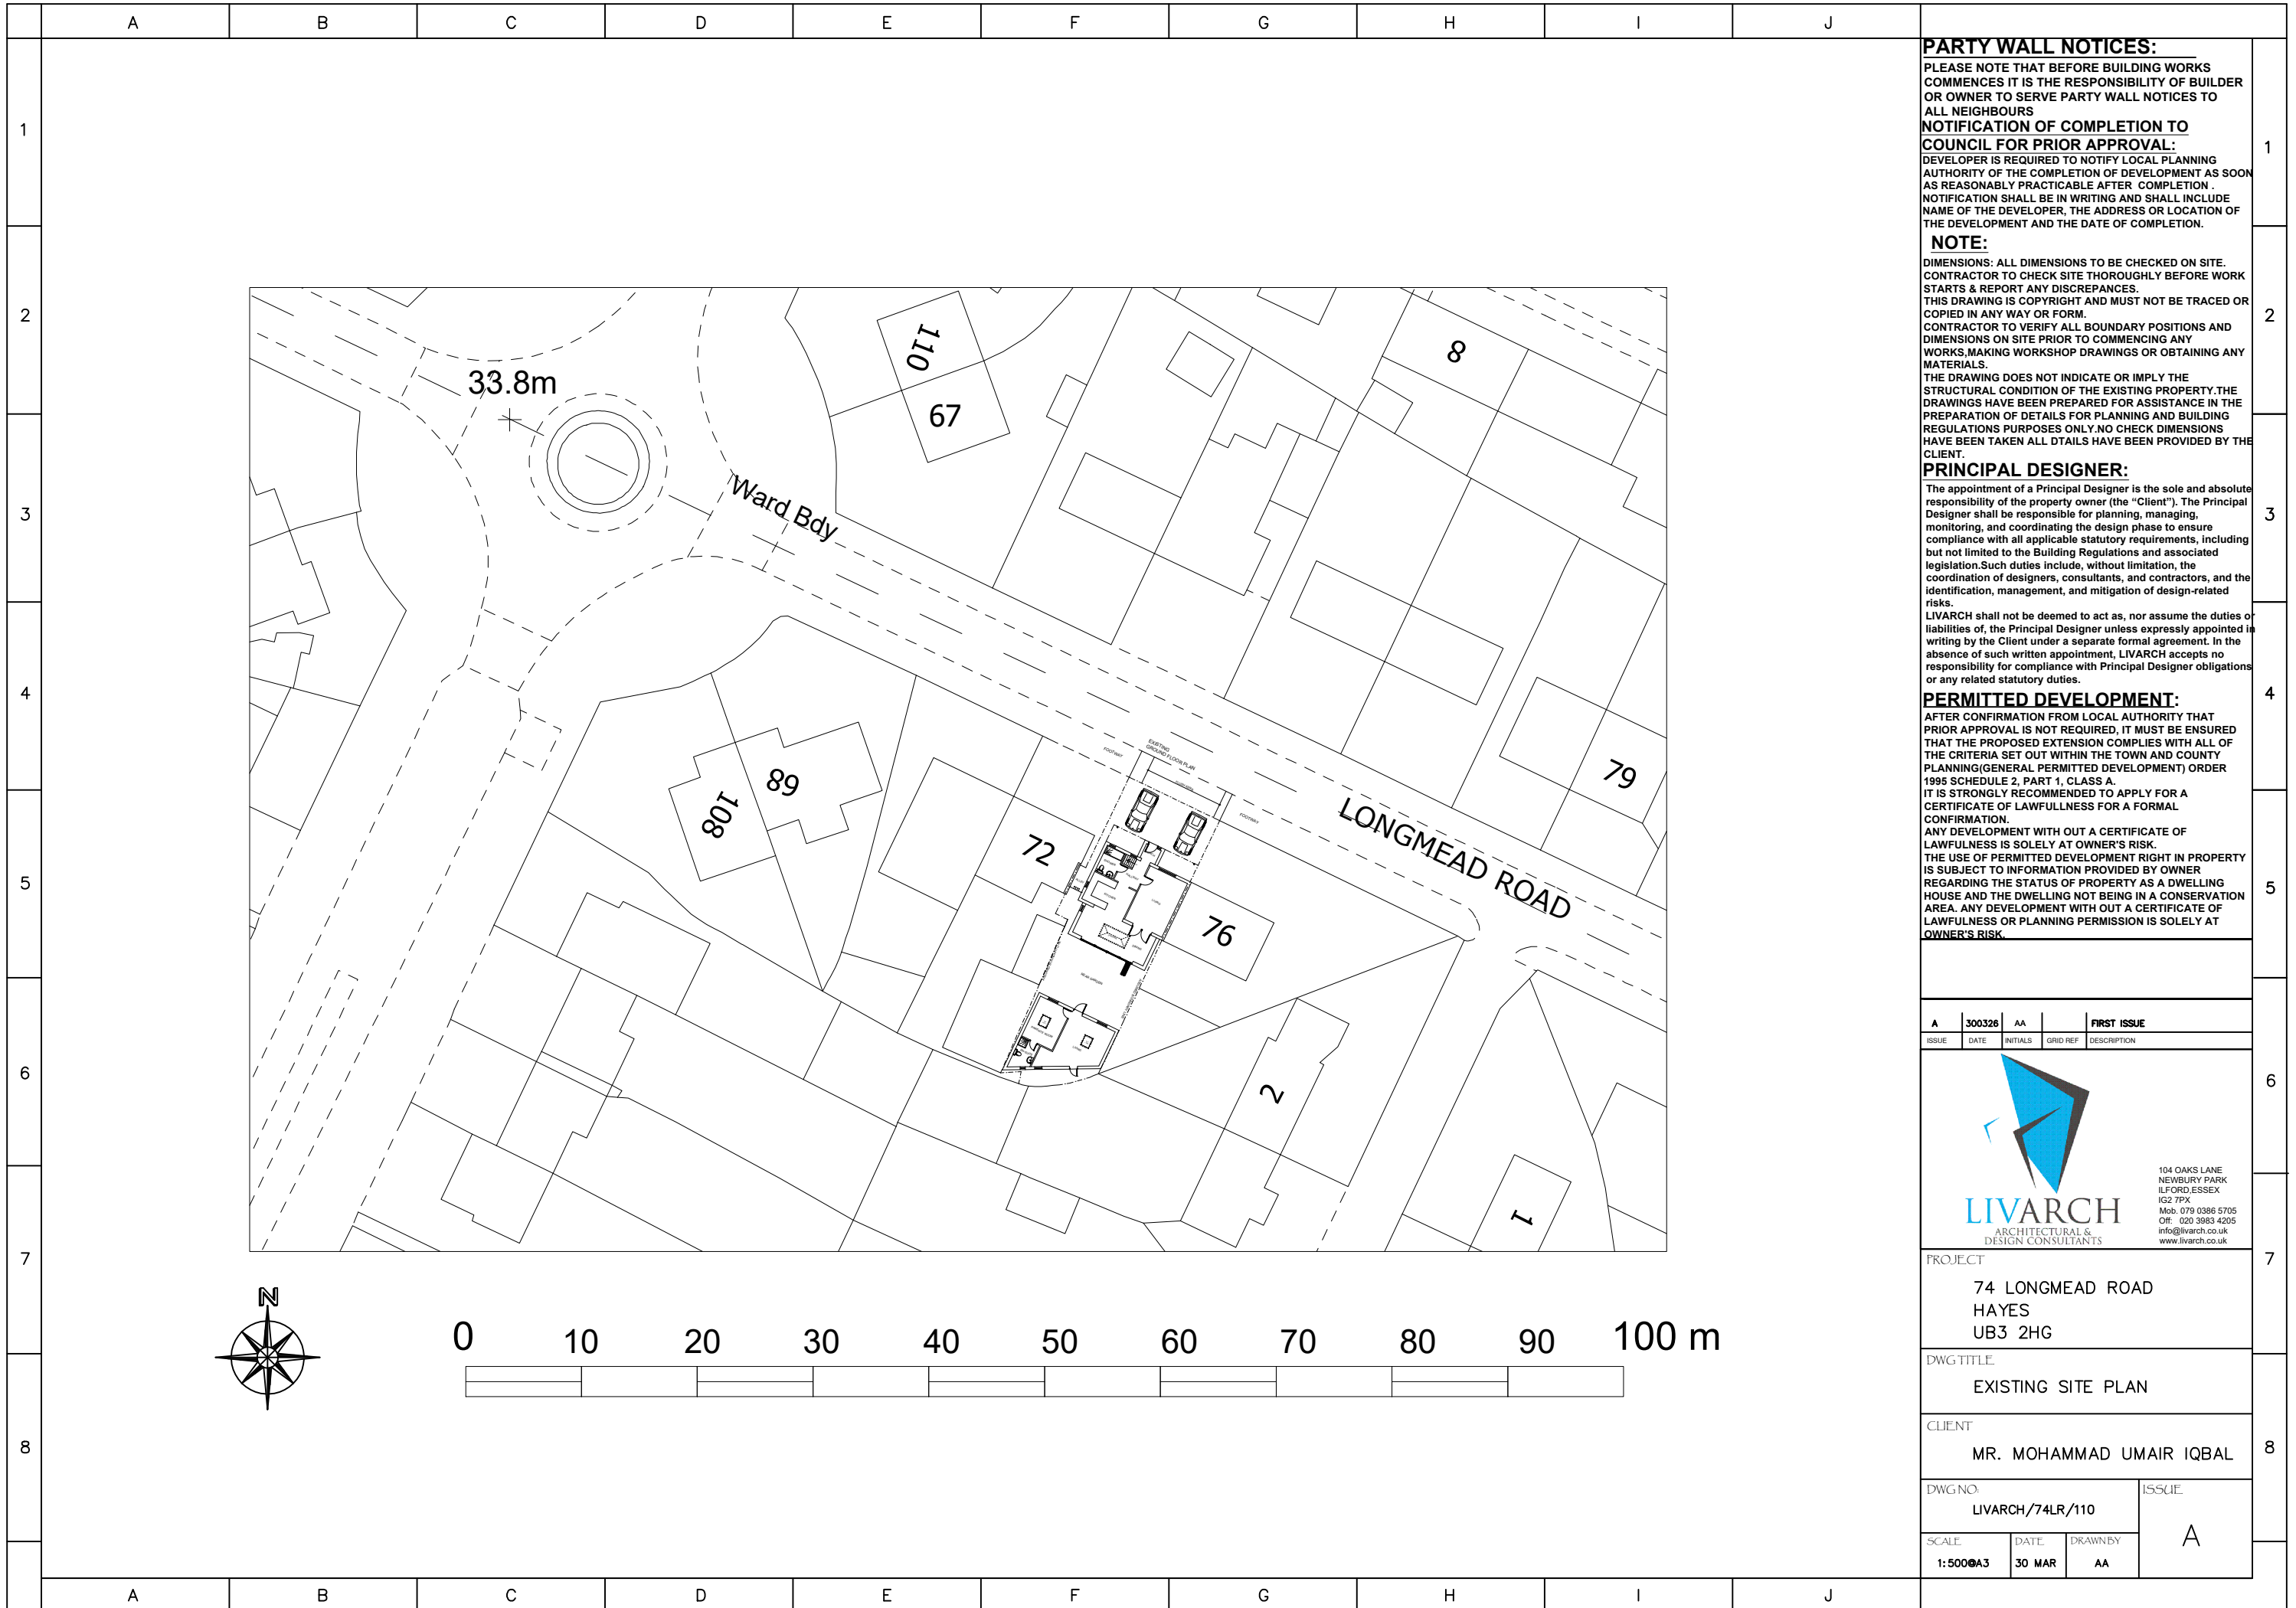 A B C D E F G H I J
1
2
3
4
5
6
7
8
33.8m
110
67
8
Ward Bdy
79
LONGMEAD ROAD
68
108
72
76
2
1
FOOTWAY
EXISTING
GROUND FLOOR PLAN
FOOTWAY
N
0 10 20 30 40 50 60 70 80 90 100 m
A B C D E F G H I J
PARTY WALL NOTICES:
PLEASE NOTE THAT BEFORE BUILDING WORKS
COMMENCES IT IS THE RESPONSIBILITY OF BUILDER
OR OWNER TO SERVE PARTY WALL NOTICES TO
ALL NEIGHBOURS
NOTIFICATION OF COMPLETION TO
COUNCIL FOR PRIOR APPROVAL:
DEVELOPER IS REQUIRED TO NOTIFY LOCAL PLANNING
AUTHORITY OF THE COMPLETION OF DEVELOPMENT AS SOON
AS REASONABLY PRACTICABLE AFTER COMPLETION .
NOTIFICATION SHALL BE IN WRITING AND SHALL INCLUDE
NAME OF THE DEVELOPER, THE ADDRESS OR LOCATION OF
THE DEVELOPMENT AND THE DATE OF COMPLETION.
NOTE:
DIMENSIONS: ALL DIMENSIONS TO BE CHECKED ON SITE.
CONTRACTOR TO CHECK SITE THOROUGHLY BEFORE WORK
STARTS & REPORT ANY DISCREPANCES.
THIS DRAWING IS COPYRIGHT AND MUST NOT BE TRACED OR
COPIED IN ANY WAY OR FORM.
CONTRACTOR TO VERIFY ALL BOUNDARY POSITIONS AND
DIMENSIONS ON SITE PRIOR TO COMMENCING ANY
WORKS,MAKING WORKSHOP DRAWINGS OR OBTAINING ANY
MATERIALS.
THE DRAWING DOES NOT INDICATE OR IMPLY THE
STRUCTURAL CONDITION OF THE EXISTING PROPERTY.THE
DRAWINGS HAVE BEEN PREPARED FOR ASSISTANCE IN THE
PREPARATION OF DETAILS FOR PLANNING AND BUILDING
REGULATIONS PURPOSES ONLY.NO CHECK DIMENSIONS
HAVE BEEN TAKEN ALL DTAILS HAVE BEEN PROVIDED BY THE
CLIENT.
PRINCIPAL DESIGNER:
The appointment of a Principal Designer is the sole and absolute
responsibility of the property owner (the “Client”). The Principal
Designer shall be responsible for planning, managing,
monitoring, and coordinating the design phase to ensure
compliance with all applicable statutory requirements, including
but not limited to the Building Regulations and associated
legislation.Such duties include, without limitation, the
coordination of designers, consultants, and contractors, and the
identification, management, and mitigation of design-related
risks.
LIVARCH shall not be deemed to act as, nor assume the duties or
liabilities of, the Principal Designer unless expressly appointed in
writing by the Client under a separate formal agreement. In the
absence of such written appointment, LIVARCH accepts no
responsibility for compliance with Principal Designer obligations
or any related statutory duties.
PERMITTED DEVELOPMENT:
AFTER CONFIRMATION FROM LOCAL AUTHORITY THAT
PRIOR APPROVAL IS NOT REQUIRED, IT MUST BE ENSURED
THAT THE PROPOSED EXTENSION COMPLIES WITH ALL OF
THE CRITERIA SET OUT WITHIN THE TOWN AND COUNTY
PLANNING(GENERAL PERMITTED DEVELOPMENT) ORDER
1995 SCHEDULE 2, PART 1, CLASS A.
IT IS STRONGLY RECOMMENDED TO APPLY FOR A
CERTIFICATE OF LAWFULLNESS FOR A FORMAL
CONFIRMATION.
ANY DEVELOPMENT WITH OUT A CERTIFICATE OF
LAWFULNESS IS SOLELY AT OWNER'S RISK.
THE USE OF PERMITTED DEVELOPMENT RIGHT IN PROPERTY
IS SUBJECT TO INFORMATION PROVIDED BY OWNER
REGARDING THE STATUS OF PROPERTY AS A DWELLING
HOUSE AND THE DWELLING NOT BEING IN A CONSERVATION
AREA. ANY DEVELOPMENT WITH OUT A CERTIFICATE OF
LAWFULNESS OR PLANNING PERMISSION IS SOLELY AT
OWNER'S RISK.
A 300326 AA FIRST ISSUE
ISSUE DATE INITIALS GRID REF DESCRIPTION
LIVARCH
ARCHITECTURAL &
DESIGN CONSULTANTS
104 OAKS LANE
NEWBURY PARK
ILFORD,ESSEX
IG2 7PX
Mob. 079 0386 5705
Off: 020 3983 4205
info@livarch.co.uk
www.livarch.co.uk
PROJECT
74 LONGMEAD ROAD
HAYES
UB3 2HG
DWG TITLE
EXISTING SITE PLAN
CLIENT
MR. MOHAMMAD UMAIR IQBAL
DWG NO:
LIVARCH/74LR/110
ISSUE
A
SCALE
1:500@A3
DATE
30 MAR
DRAWN BY
AA
1
2
3
4
5
6
7
8